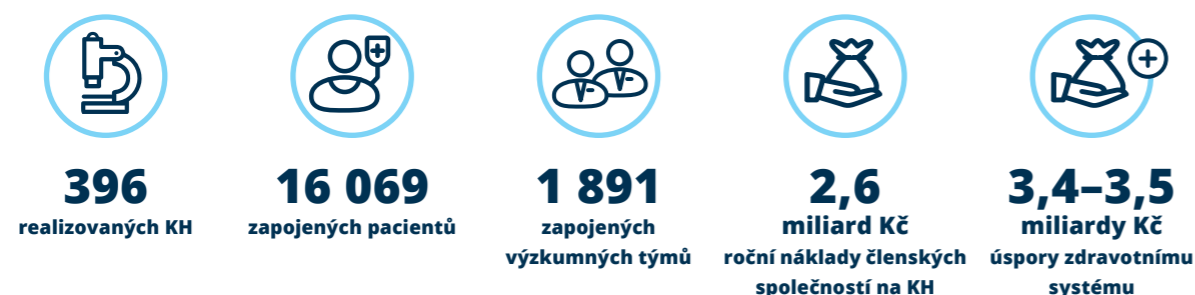 396
realizovaných KH
16 069
zapojených pacientů
1 891
zapojených
výzkumných týmů
2,6
miliard Kč
roční náklady členských
společností na KH
3,4–3,5
miliardy Kč
úspory zdravotnímu
systému